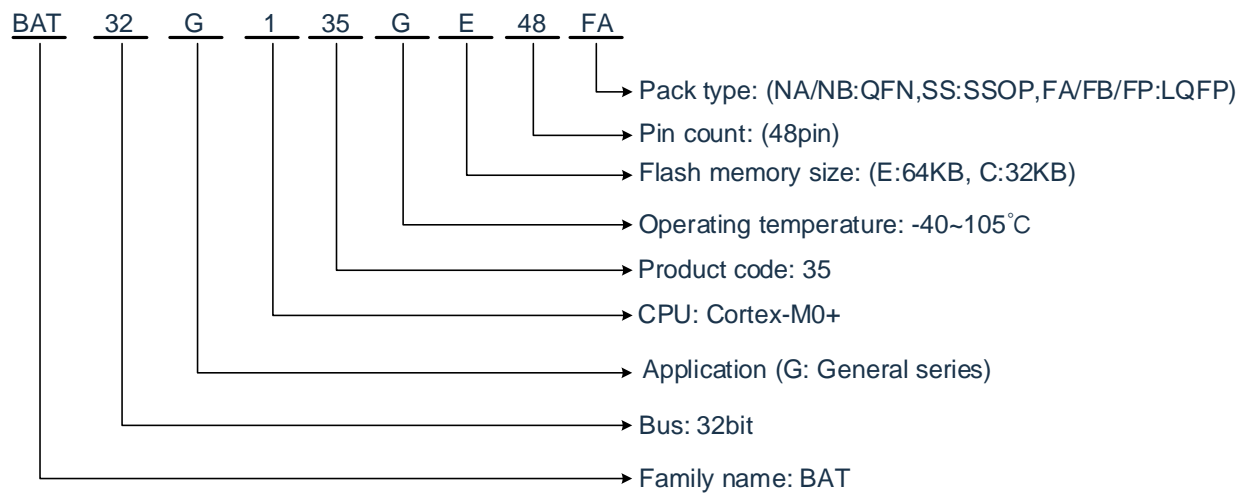 BAT 32 G 1 35 G E 48 FA
Pack type: (NA/NB:QFN,SS:SSOP,FA/FB/FP:LQFP)
Pin count: (48pin)
Flash memory size: (E:64KB, C:32KB)
Operating temperature: -40~105℃
Product code: 35
CPU: Cortex-M0+
Application (G: General series)
Bus: 32bit
Family name: BAT